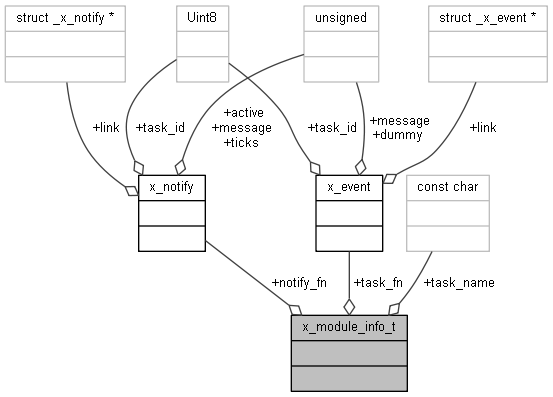 struct _x_notify *
Uint8
unsigned
struct _x_event *
+link
+task_id
+active
+message
+ticks
+task_id
+message
+dummy
+link
x_notify
x_event
const char
+notify_fn
+task_fn
+task_name
x_module_info_t